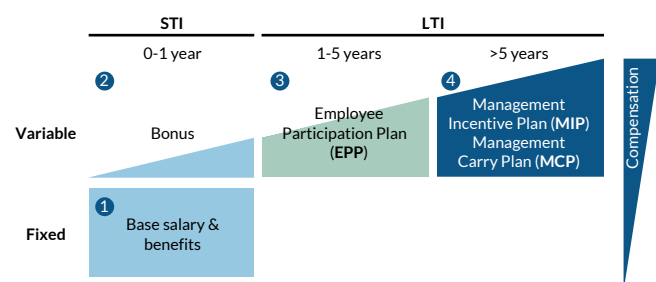 STI
LTI
0-1 year
1-5 years
>5 years
2
3
4
Variable
Bonus
Employee
Participation Plan
(EPP)
Management
Incentive Plan (MIP)
Management
Carry Plan (MCP)
Compensation
1
Fixed
Base salary &
benefits